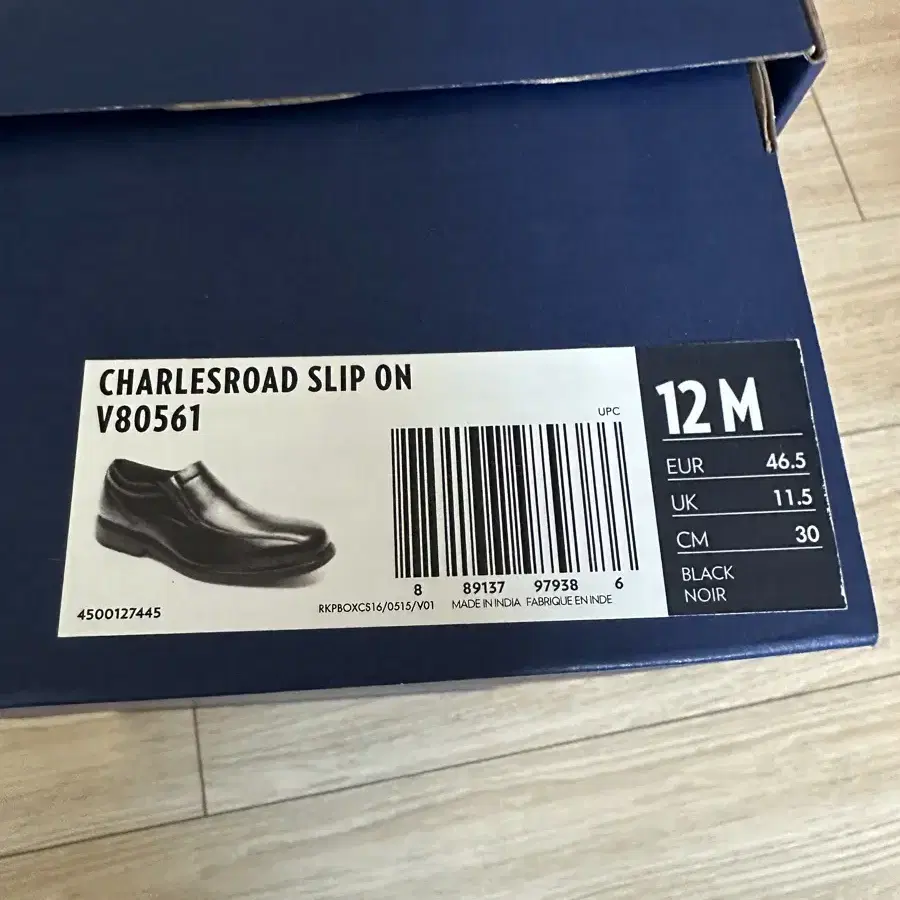 CHARLESROAD SLIP ON
V80561
UPC
8 89137 97938 6
4500127445
RKPBOXCS16/0515/V01 MADE IN INDIA FABRIQUE EN INDE
12 M
EUR 46.5
UK 11.5
CM 30
BLACK
NOIR